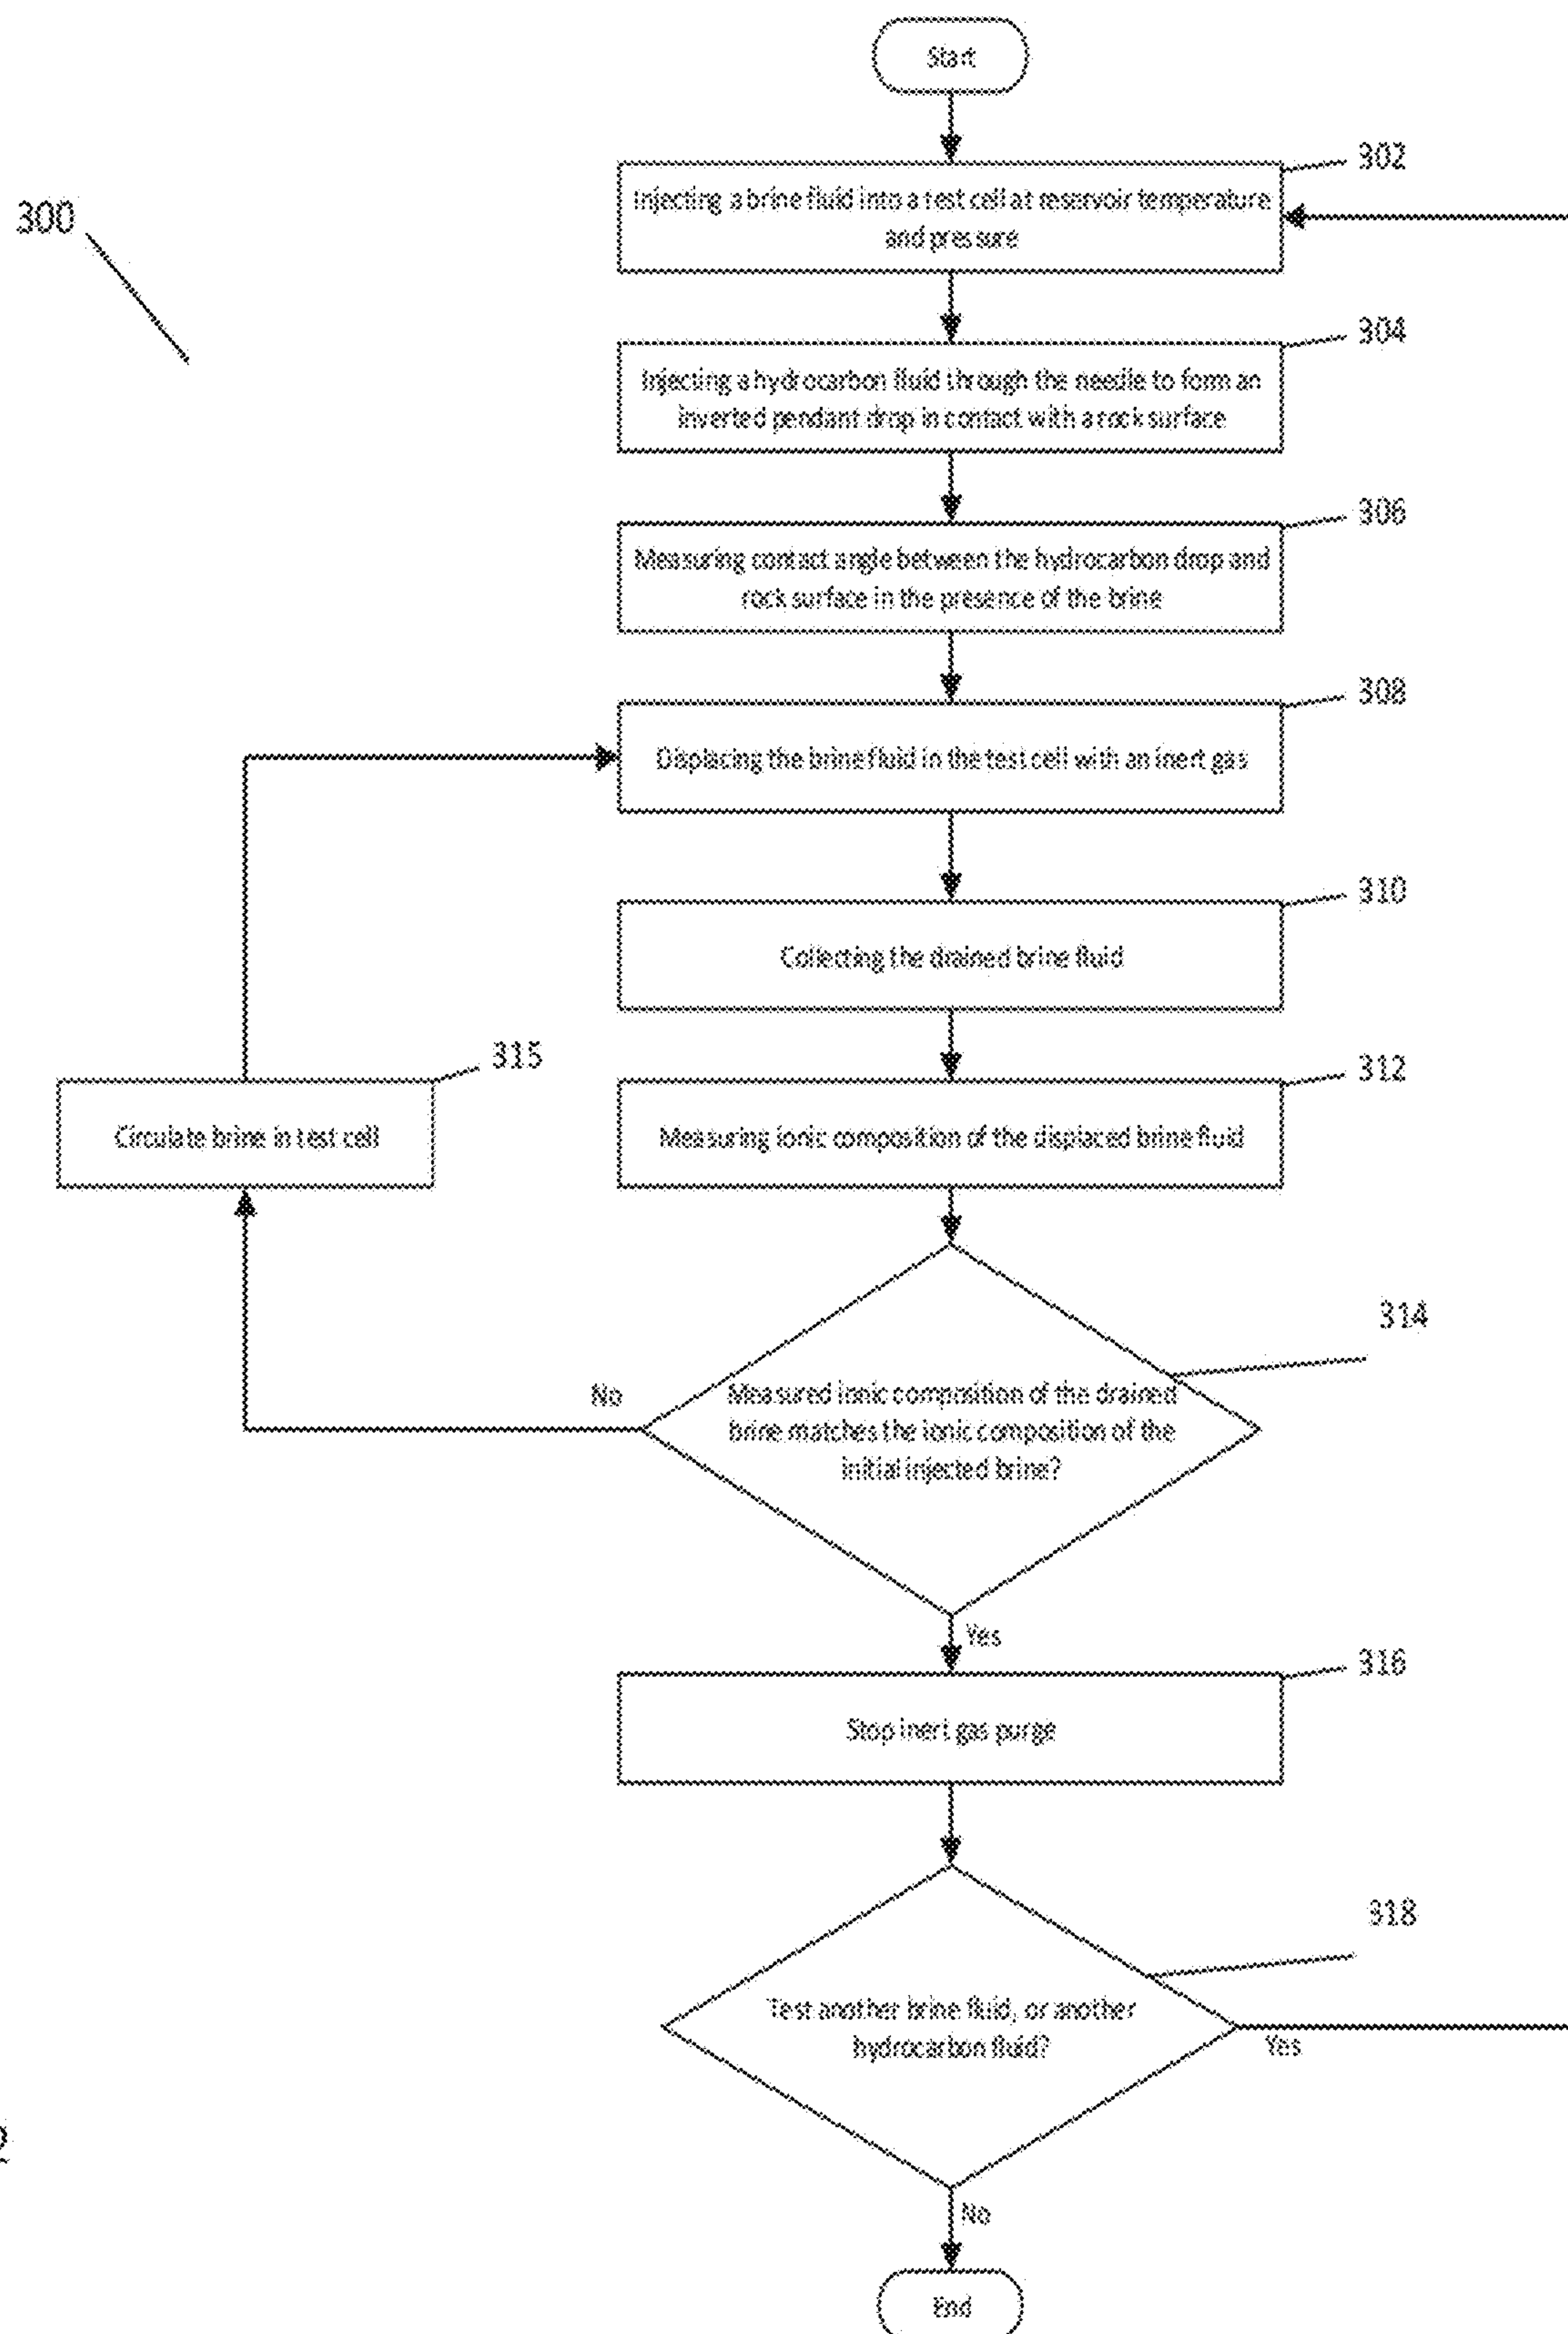 Start
302
Injecting a brine fluid into a test cell at reservoir temperature
and pressure
300
304
Injecting a hydrocarbon fluid through the needle to form an
inverted pendant drop in contact with a rock surface
306
Measuring contact angle between the hydrocarbon drop and
rock surface in the presence of the brine
308
Displacing the brine fluid in the test cell with an inert gas
310
Collecting the drained brine fluid
315
312
Circulate brine in test cell
Measuring ionic composition of the displaced brine fluid
314
No
Measured ionic composition of the drained
brine matches the ionic composition of the
initial injected brine?
Yes
316
Stop inert gas purge
318
Test another brine fluid, or another
hydrocarbon fluid?
Yes
No
End